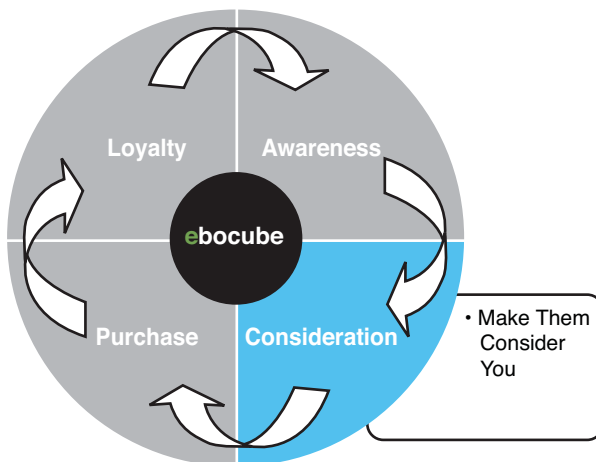 Loyalty
Awareness
ebocube
Purchase
Consideration
• Make Them
Consider
You